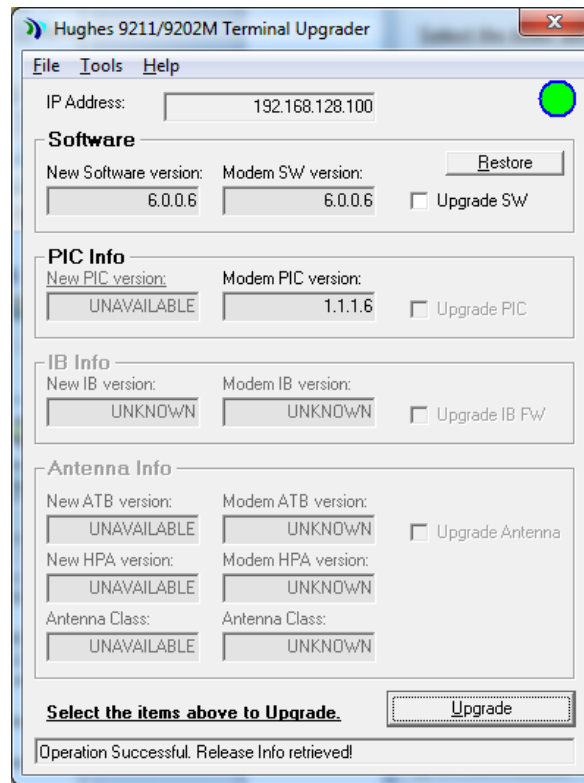 Hughes 9211/9202M Terminal Upgrader
File Tools Help
IP Address: 192.168.128.100
Software
Restore
New Software version: Modem SW version:
6.0.0.6 6.0.0.6 Upgrade SW
PIC Info
New PIC version: Modem PIC version:
UNAVAILABLE 1.1.1.6 Upgrade PIC
IB Info
New IB version: Modem IB version:
UNKNOWN UNKNOWN Upgrade IB FW
Antenna Info
New ATB version: Modem ATB version:
UNAVAILABLE UNKNOWN Upgrade Antenna
New HPA version: Modem HPA version:
UNAVAILABLE UNKNOWN
Antenna Class: Antenna Class:
UNAVAILABLE UNKNOWN
Select the items above to Upgrade. Upgrade
Operation Successful. Release Info retrieved!